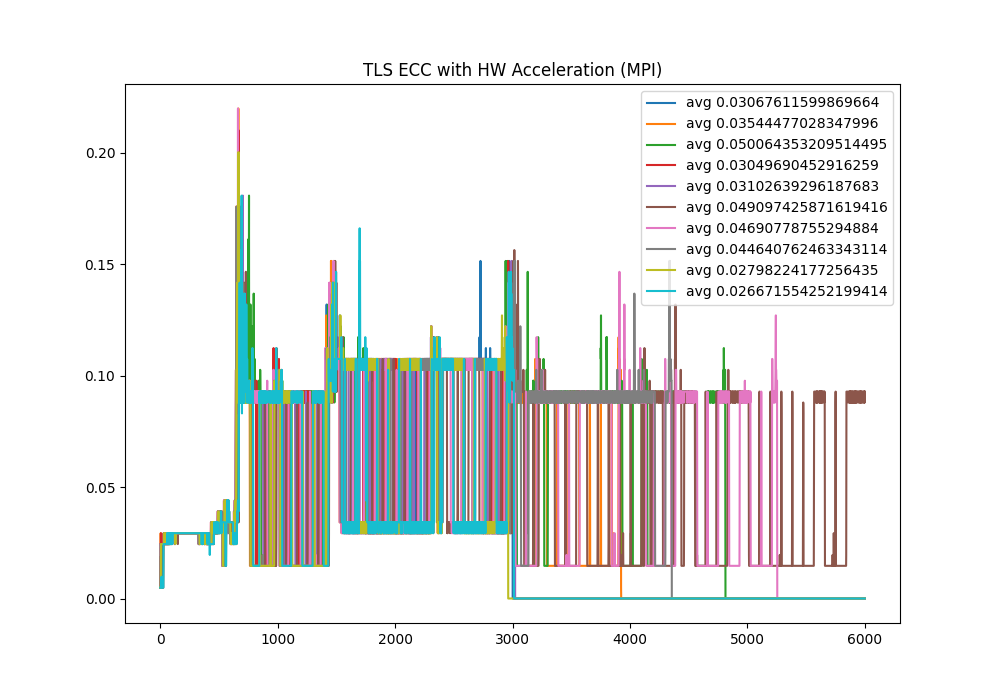 TLS ECC with HW Acceleration (MPI)
avg 0.03067611599869664
avg 0.03544477028347996
avg 0.050064353209514495
avg 0.03049690452916259
avg 0.03102639296187683
avg 0.049097425871619416
avg 0.04690778755294884
avg 0.044640762463343114
avg 0.02798224177256435
avg 0.026671554252199414
0.20
0.15
0.10
0.05
0.00
0 1000 2000 3000 4000 5000 6000